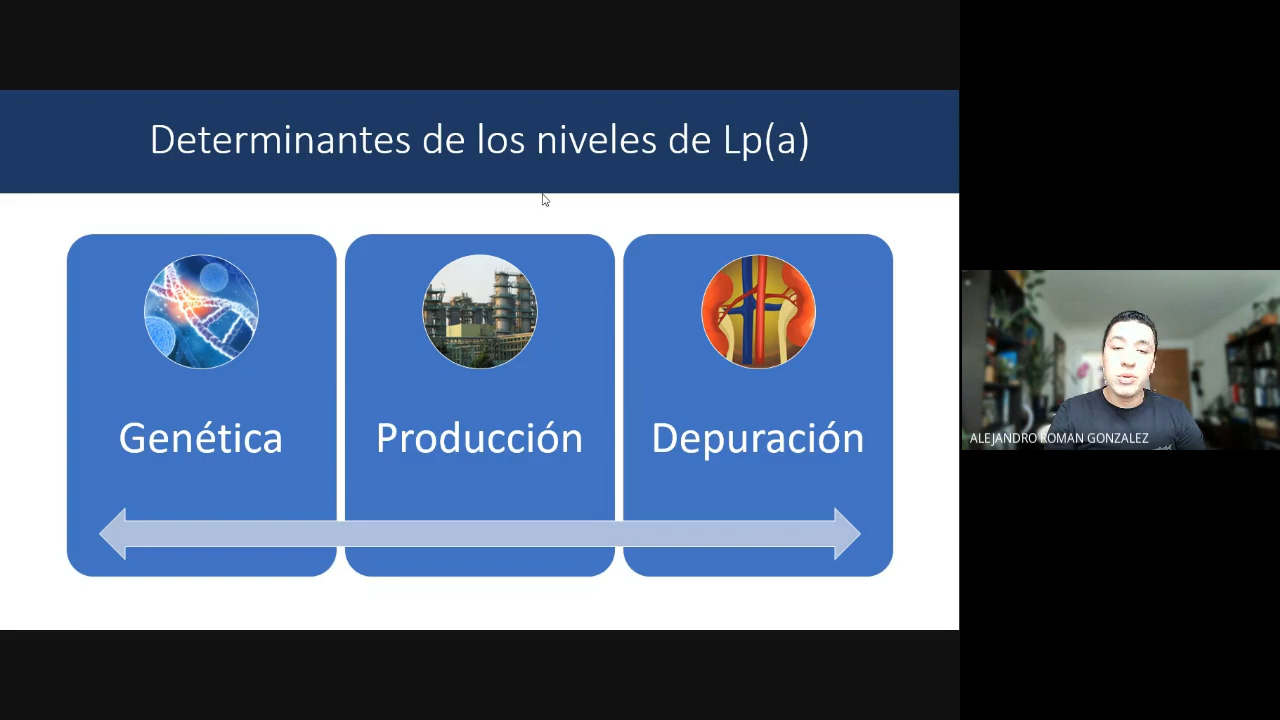 Determinantes de los niveles de Lp(a)
Genética
Producción
Depuración
ALEJANDRO ROMAN GONZALEZ